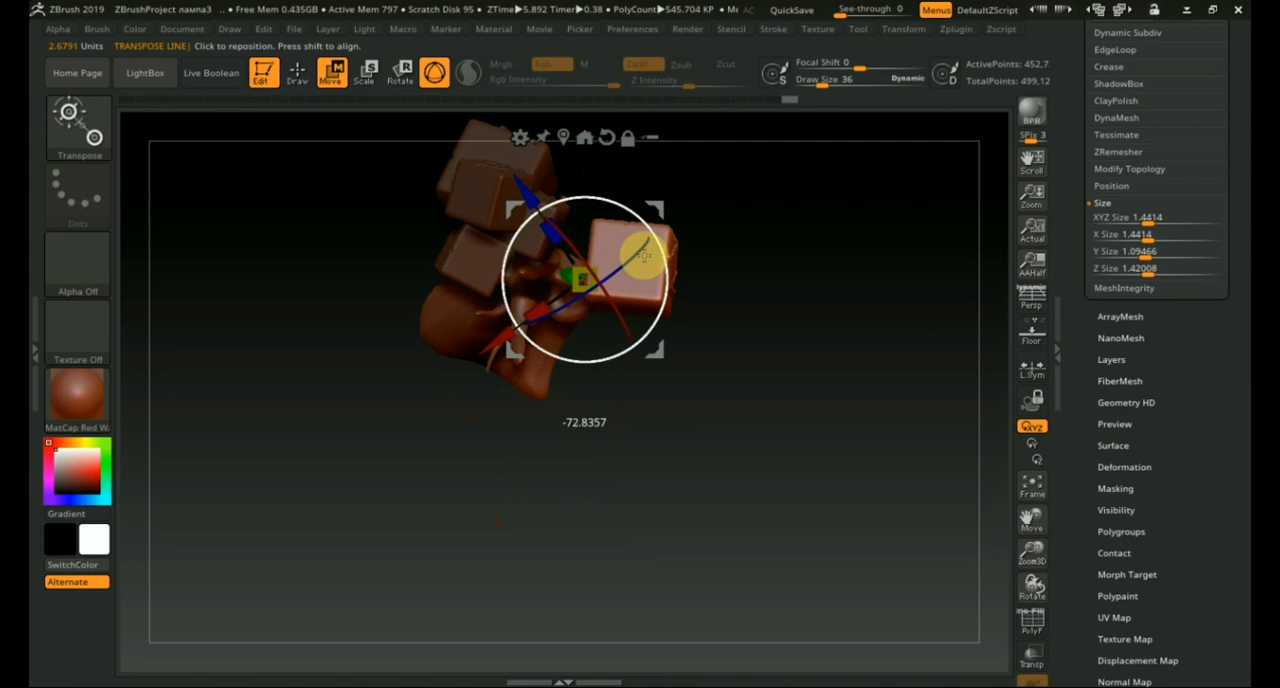 ZBrush 2019 ZBrushProject лампа3 .. • Free Mem 0.435GB • Active Mem 797 • Scratch Disk 95 • ZTime▶5.892 Timer▶0.38 • PolyCount▶545.704 KP • Me AC QuickSave See-through 0 Menus DefaultZScript
Alpha Brush Color Document Draw Edit File Layer Light Macro Marker Material Movie Picker Preferences Render Stencil Stroke Texture Tool Transform Zplugin Zscript
2.6791 Units TRANSPOSE LINE| Click to reposition. Press shift to align.
Home Page LightBox Live Boolean Edit Draw Move Scale Rotate
Mrgb Rgb M Zadd Zsub Zcut
Rgb Intensity Z Intensity
Focal Shift 0
Draw Size 36 Dynamic
ActivePoints: 452,7
TotalPoints: 499,12
Transpose
Dots
Alpha Off
Texture Off
MatCap Red W
Gradient
SwitchColor
Alternate
-72.8357
BPR
SPix 3
Scroll
Zoom
Actual
AAHalf
Dynamic
Persp
Floor
L.Sym
XYZ
Frame
Move
Zoom3D
Rotate
PolyF
Transp
Dynamic Subdiv
EdgeLoop
Crease
ShadowBox
ClayPolish
DynaMesh
Tessimate
ZRemesher
Modify Topology
Position
Size
XYZ Size 1.4414
X Size 1.4414
Y Size 1.09466
Z Size 1.42008
MeshIntegrity
ArrayMesh
NanoMesh
Layers
FiberMesh
Geometry HD
Preview
Surface
Deformation
Masking
Visibility
Polygroups
Contact
Morph Target
Polypaint
UV Map
Texture Map
Displacement Map
Normal Map